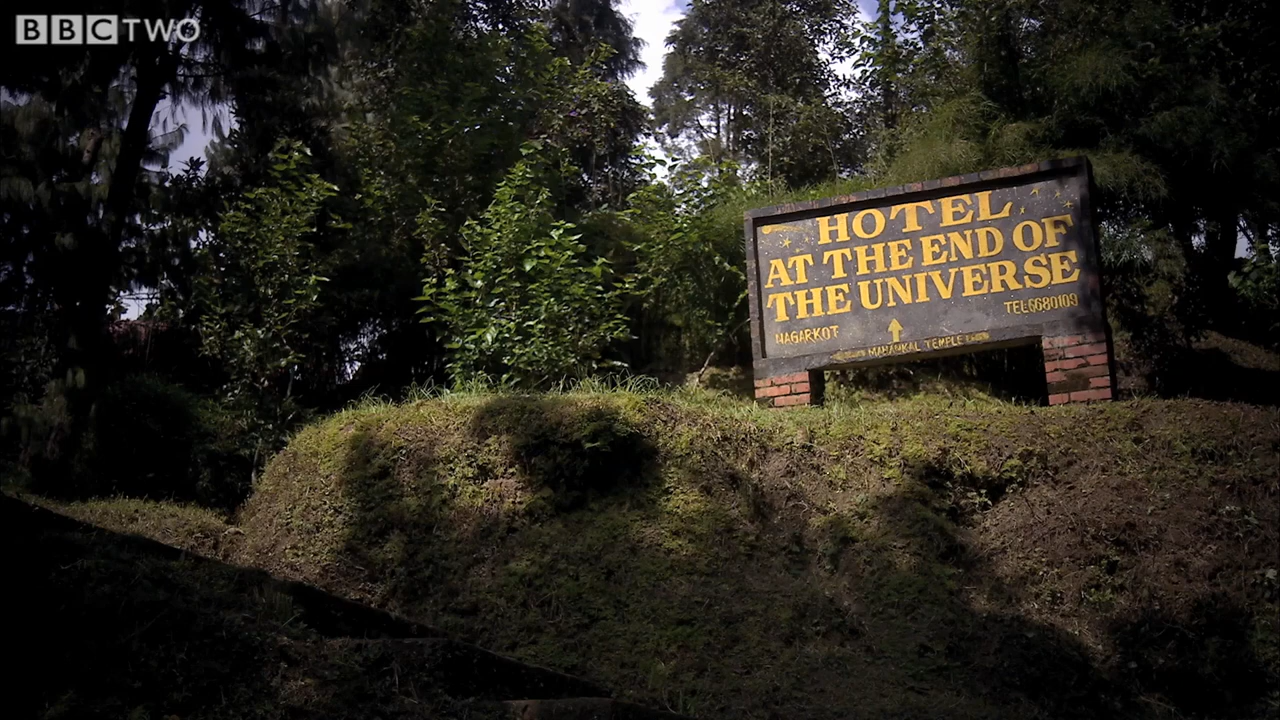 BBC TWO
HOTEL
AT THE END OF
THE UNIVERSE
TEL:6680109
NAGARKOT
MAHANKAL TEMPLE